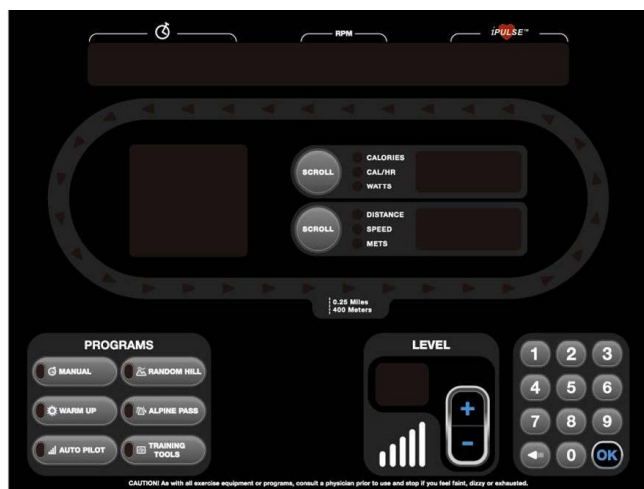 RPM
iPULSE™
SCROLL
CALORIES
CAL/HR
WATTS
SCROLL
DISTANCE
SPEED
METS
0.25 Miles
400 Meters
PROGRAMS
MANUAL
RANDOM HILL
WARM UP
ALPINE PASS
AUTO PILOT
TRAINING
TOOLS
LEVEL
+
-
1 2 3
4 5 6
7 8 9
0 OK
CAUTION! As with all exercise equipment or programs, consult a physician prior to use and stop if you feel faint, dizzy or exhausted.